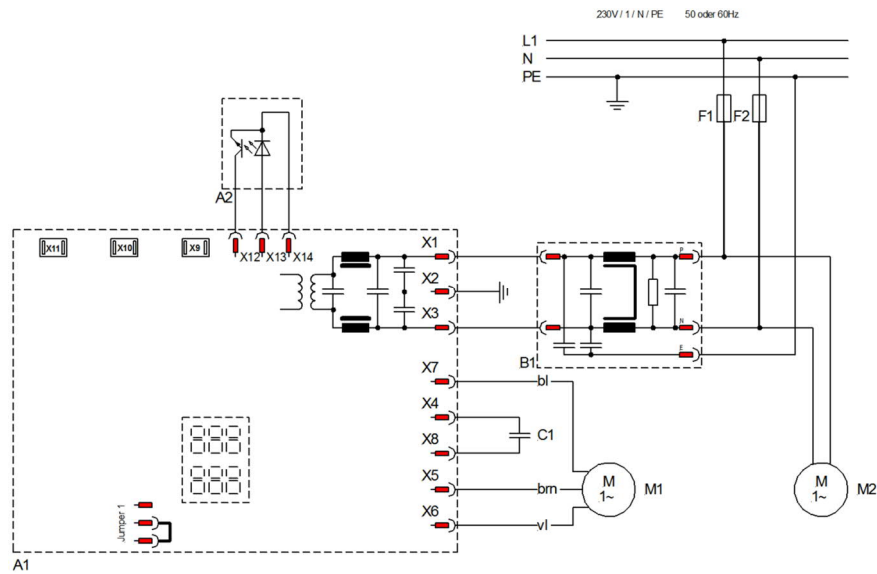 230V / 1 / N / PE 50 oder 60Hz
L1
N
PE
F1 F2
A2
X11 X10 X9
X12 X13 X14
X1
X2
X3
P
N
E
B1
X7 bl
X4
C1
X8
X5 brn
M
1~
M1
M
1~
M2
X6 vl
Jumper 1
A1